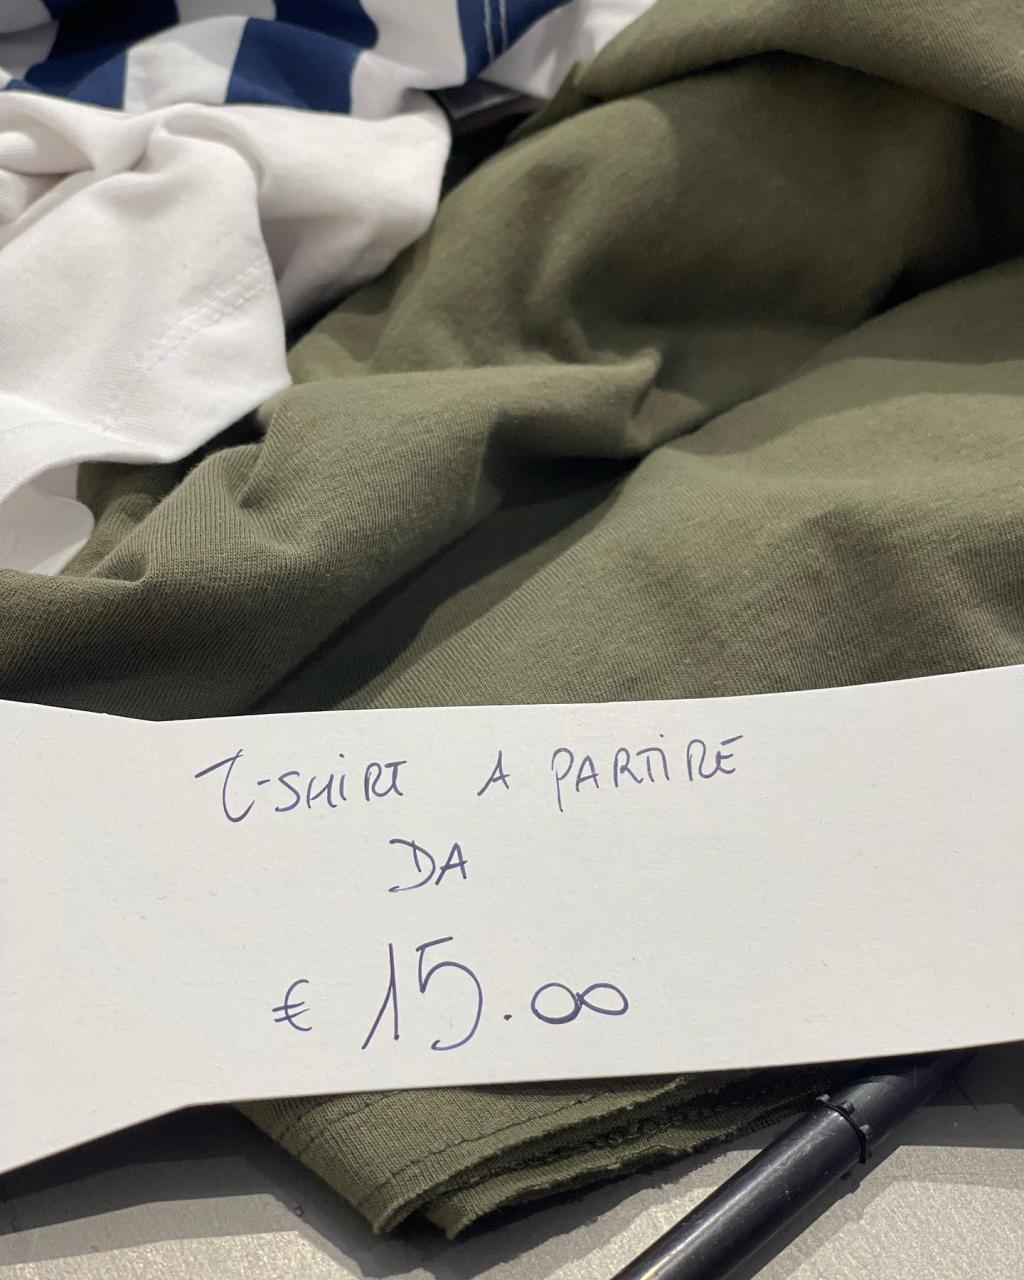 T-SHIRT A PARTIRE
DA
€ 15.00